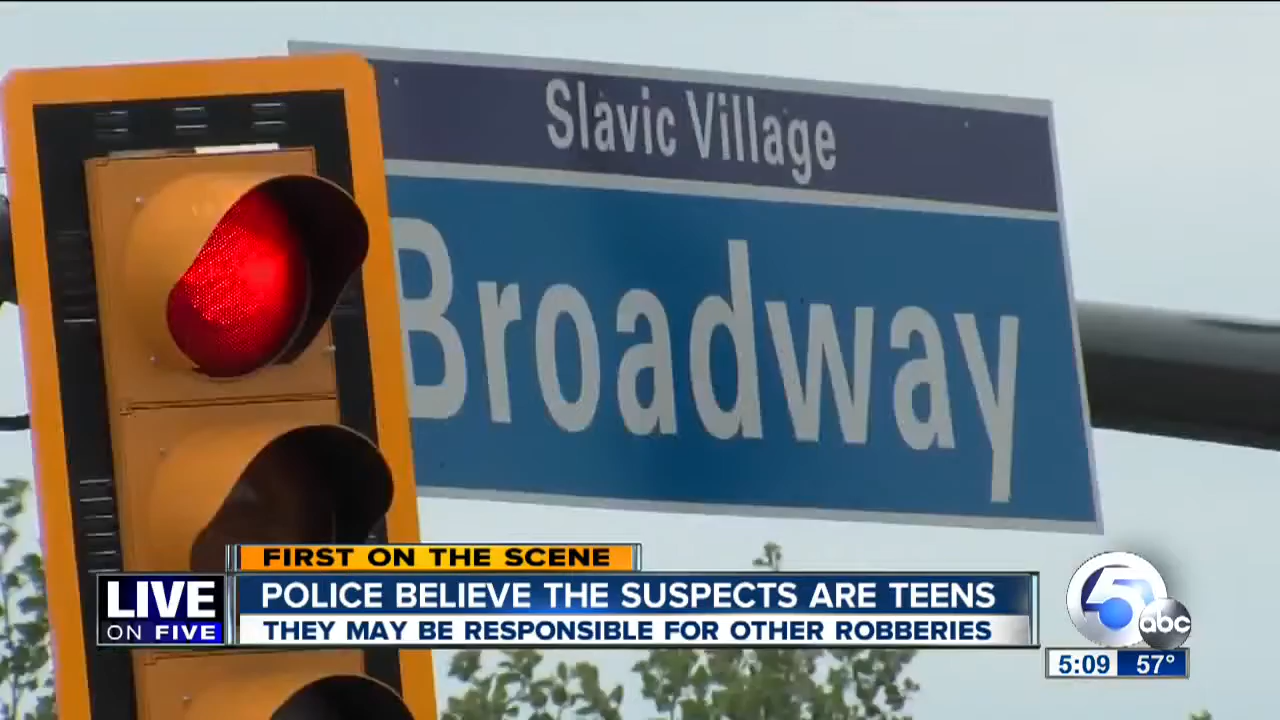 Slavic Village
Broadway
FIRST ON THE SCENE
LIVE
ON FIVE
POLICE BELIEVE THE SUSPECTS ARE TEENS
THEY MAY BE RESPONSIBLE FOR OTHER ROBBERIES
5 abc
5:09 57°